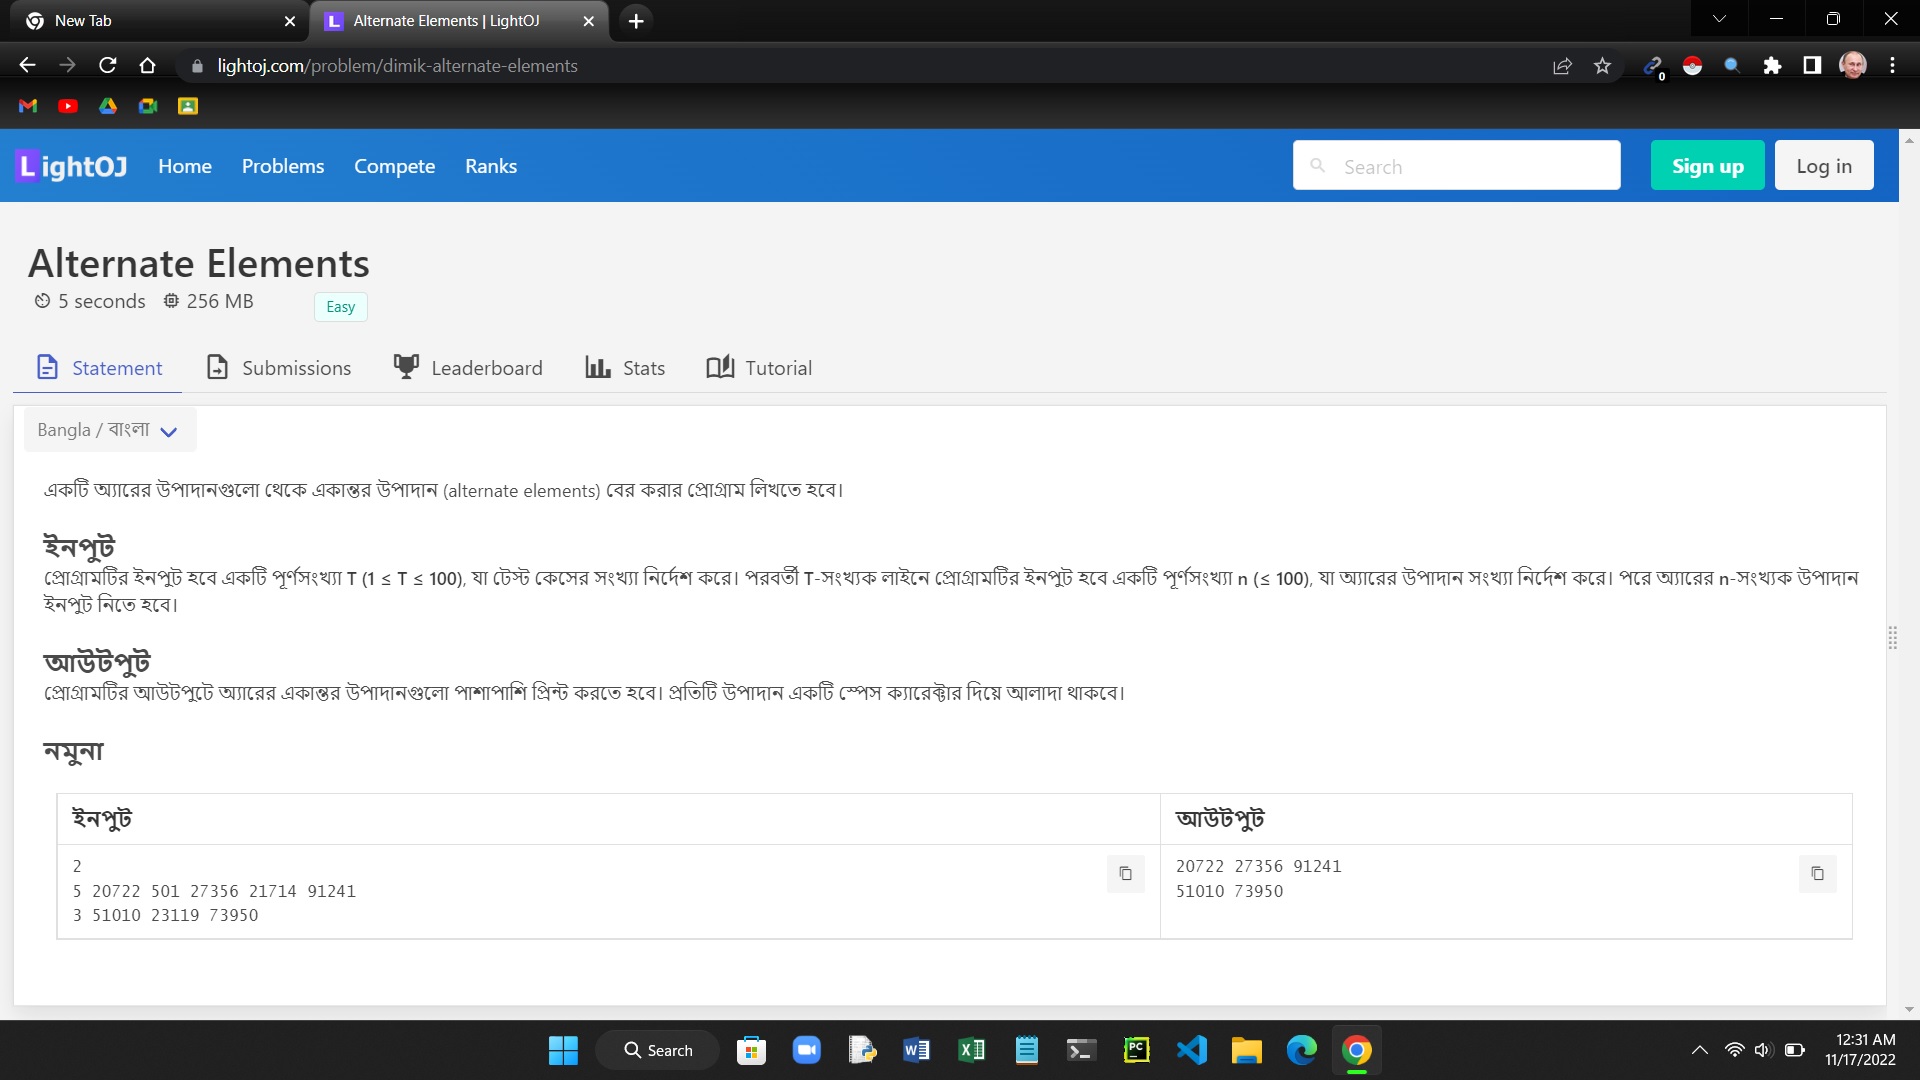 New Tab
Alternate Elements | LightOJ
lightoj.com/problem/dimik-alternate-elements
0
LightOJ Home Problems Compete Ranks Search Sign up Log in
Alternate Elements
5 seconds 256 MB Easy
Statement Submissions Leaderboard Stats Tutorial
Bangla / বাংলা
একটি অ্যারের উপাদানগুলো থেকে একান্তর উপাদান (alternate elements) বের করার প্রোগ্রাম লিখতে হবে।
ইনপুট
প্রোগ্রামটির ইনপুট হবে একটি পূর্ণসংখ্যা T (1 ≤ T ≤ 100), যা টেস্ট কেসের সংখ্যা নির্দেশ করে। পরবর্তী T-সংখ্যক লাইনে প্রোগ্রামটির ইনপুট হবে একটি পূর্ণসংখ্যা n (≤ 100), যা অ্যারের উপাদান সংখ্যা নির্দেশ করে। পরে অ্যারের n-সংখ্যক উপাদান
ইনপুট নিতে হবে।
আউটপুট
প্রোগ্রামটির আউটপুটে অ্যারের একান্তর উপাদানগুলো পাশাপাশি প্রিন্ট করতে হবে। প্রতিটি উপাদান একটি স্পেস ক্যারেক্টার দিয়ে আলাদা থাকবে।
নমুনা
ইনপুট
আউটপুট
2
5 20722 501 27356 21714 91241
3 51010 23119 73950
20722 27356 91241
51010 73950
Search
12:31 AM
11/17/2022